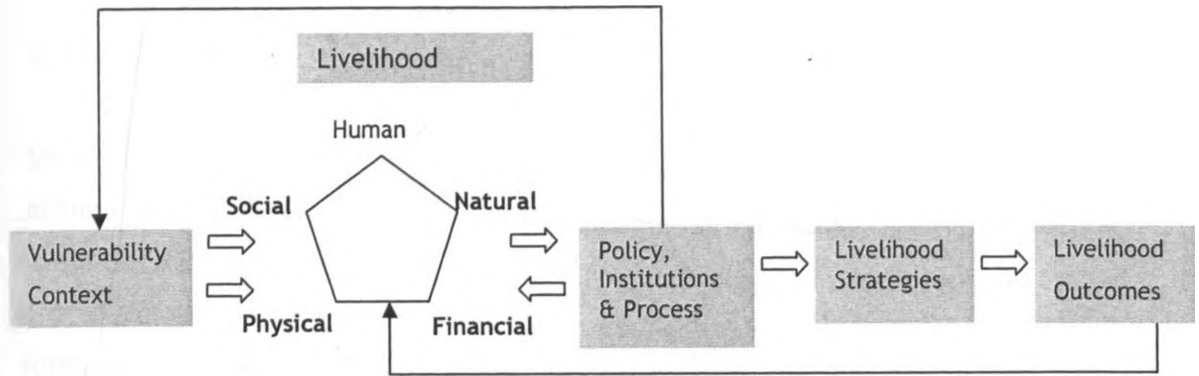 Livelihood
Human
Social
Natural
Vulnerability
Context
Physical
Financial
Policy,
Institutions
& Process
Livelihood
Strategies
Livelihood
Outcomes